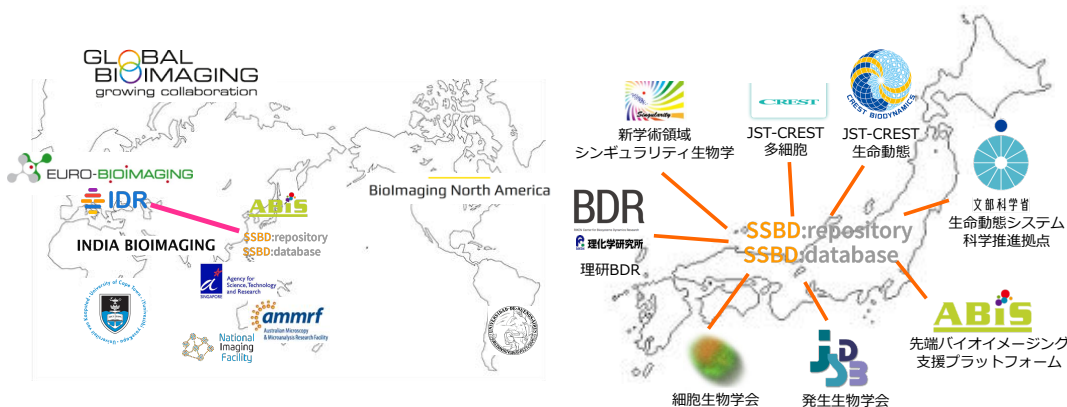 GLOBAL
BIOIMAGING
growing collaboration
EURO-BIOIMAGING
IDR
BioImaging North America
ABiS
SSBD:repository
SSBD:database
INDIA BIOIMAGING
SINGAPORE
Agency for
Science, Technology
and Research
ammrf
Australian Microscopy
& Microanalysis Research Facility
National
Imaging
Facility
Singularity
新学術領域
シンギュラリティ生物学
CREST
JST-CREST
多細胞
CREST BIODYNAMICS
JST-CREST
生命動態
文部科学省
生命動態システム
科学推進拠点
BDR
理化学研究所
理研BDR
SSBD:repository
SSBD:database
ABiS
先端バイオイメージング
支援プラットフォーム
細胞生物学会
JSDB
発生生物学会